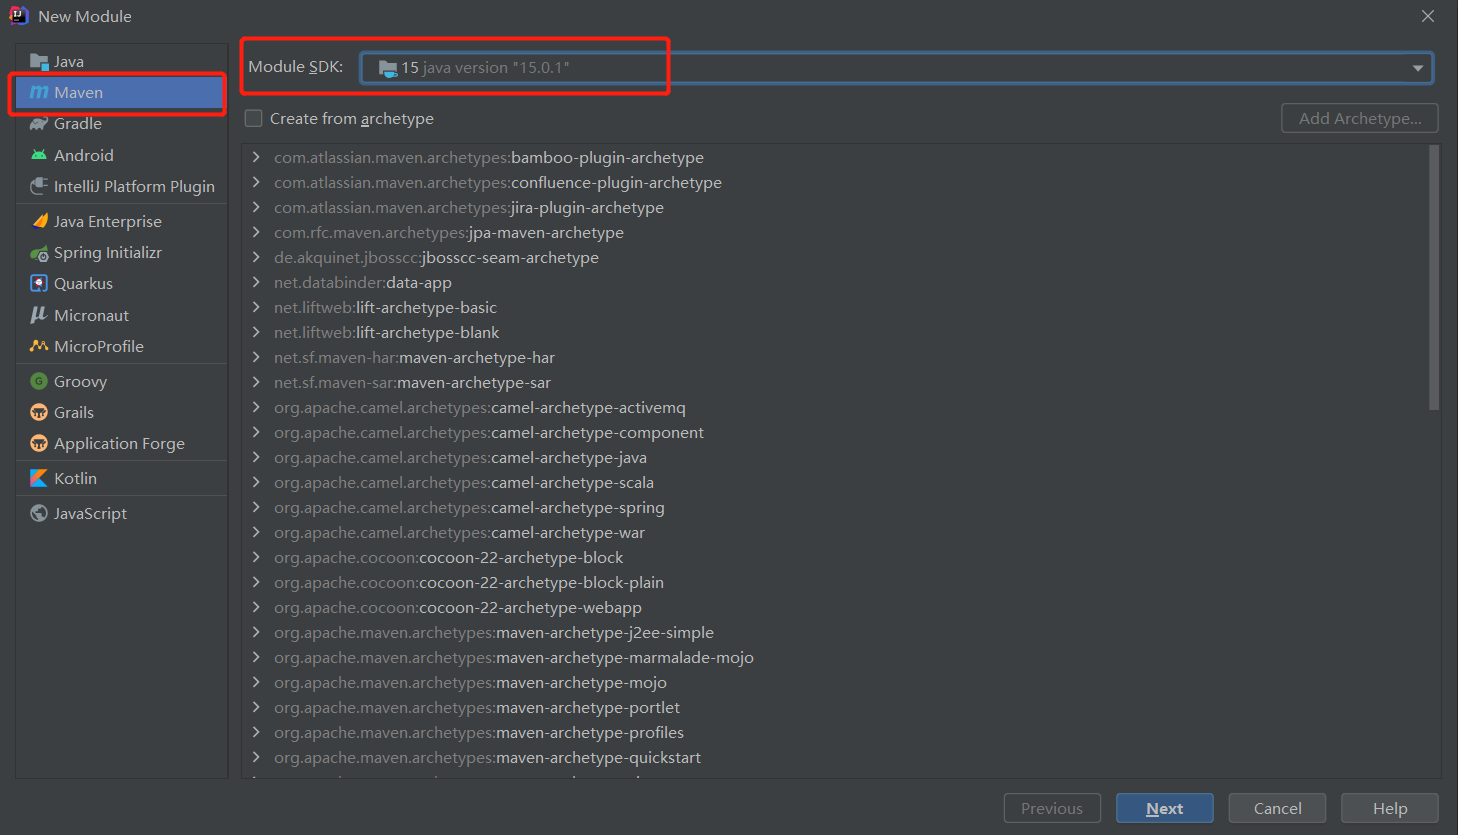 New Module
Java
Maven
Gradle
Android
IntelliJ Platform Plugin
Java Enterprise
Spring Initializr
Quarkus
Micronaut
MicroProfile
Groovy
Grails
Application Forge
Kotlin
JavaScript
Module SDK: 15 java version "15.0.1"
Create from archetype
Add Archetype...
com.atlassian.maven.archetypes:bamboo-plugin-archetype
com.atlassian.maven.archetypes:confluence-plugin-archetype
com.atlassian.maven.archetypes:jira-plugin-archetype
com.rfc.maven.archetypes:jpa-maven-archetype
de.akquinet.jbosscc:jbosscc-seam-archetype
net.databinder:data-app
net.liftweb:lift-archetype-basic
net.liftweb:lift-archetype-blank
net.sf.maven-har:maven-archetype-har
net.sf.maven-sar:maven-archetype-sar
org.apache.camel.archetypes:camel-archetype-activemq
org.apache.camel.archetypes:camel-archetype-component
org.apache.camel.archetypes:camel-archetype-java
org.apache.camel.archetypes:camel-archetype-scala
org.apache.camel.archetypes:camel-archetype-spring
org.apache.camel.archetypes:camel-archetype-war
org.apache.cocoon:cocoon-22-archetype-block
org.apache.cocoon:cocoon-22-archetype-block-plain
org.apache.cocoon:cocoon-22-archetype-webapp
org.apache.maven.archetypes:maven-archetype-j2ee-simple
org.apache.maven.archetypes:maven-archetype-marmalade-mojo
org.apache.maven.archetypes:maven-archetype-mojo
org.apache.maven.archetypes:maven-archetype-portlet
org.apache.maven.archetypes:maven-archetype-profiles
org.apache.maven.archetypes:maven-archetype-quickstart
Previous
Next
Cancel
Help